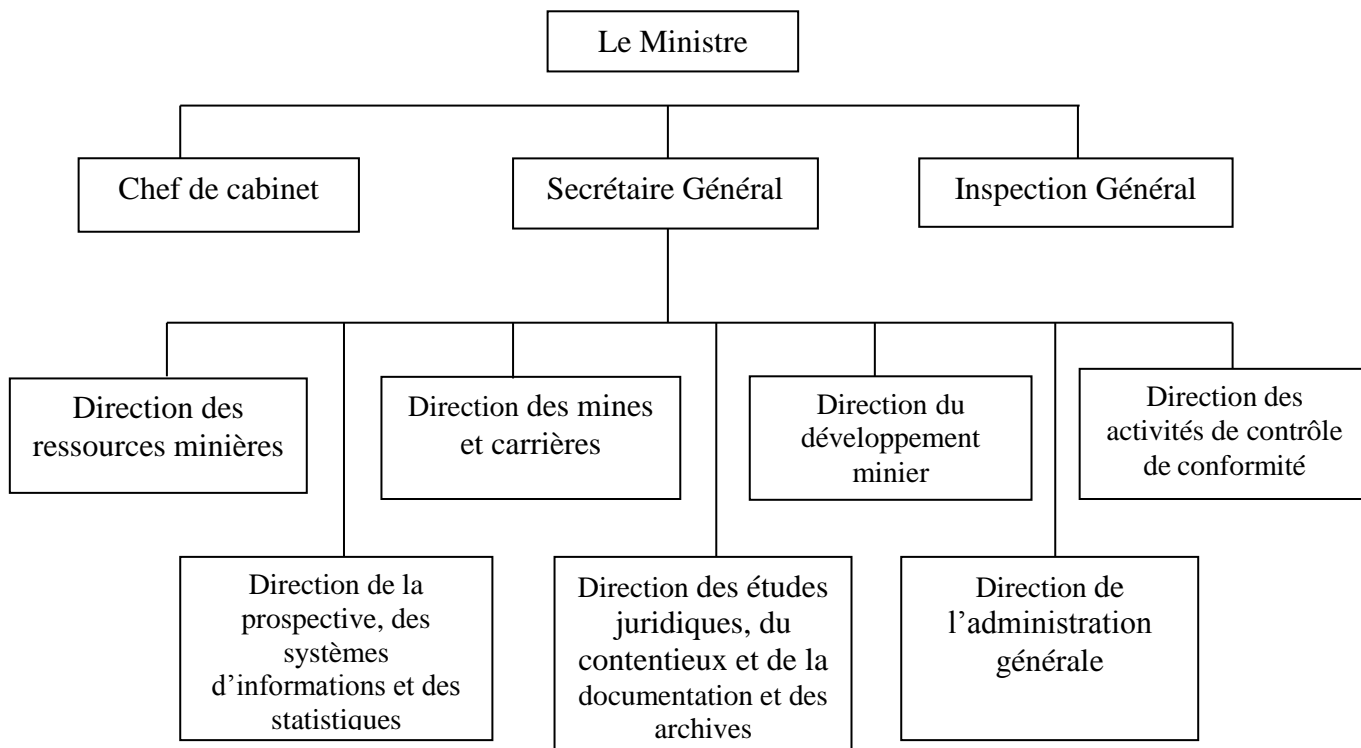 Le Ministre
Chef de cabinet
Secrétaire Général
Inspection Général
Direction des
ressources minières
Direction des mines
et carrières
Direction du
développement
minier
Direction des
activités de contrôle
de conformité
Direction de la
prospective, des
systèmes
d’informations et des
statistiques
Direction des études
juridiques, du
contentieux et de la
documentation et des
archives
Direction de
l’administration
générale